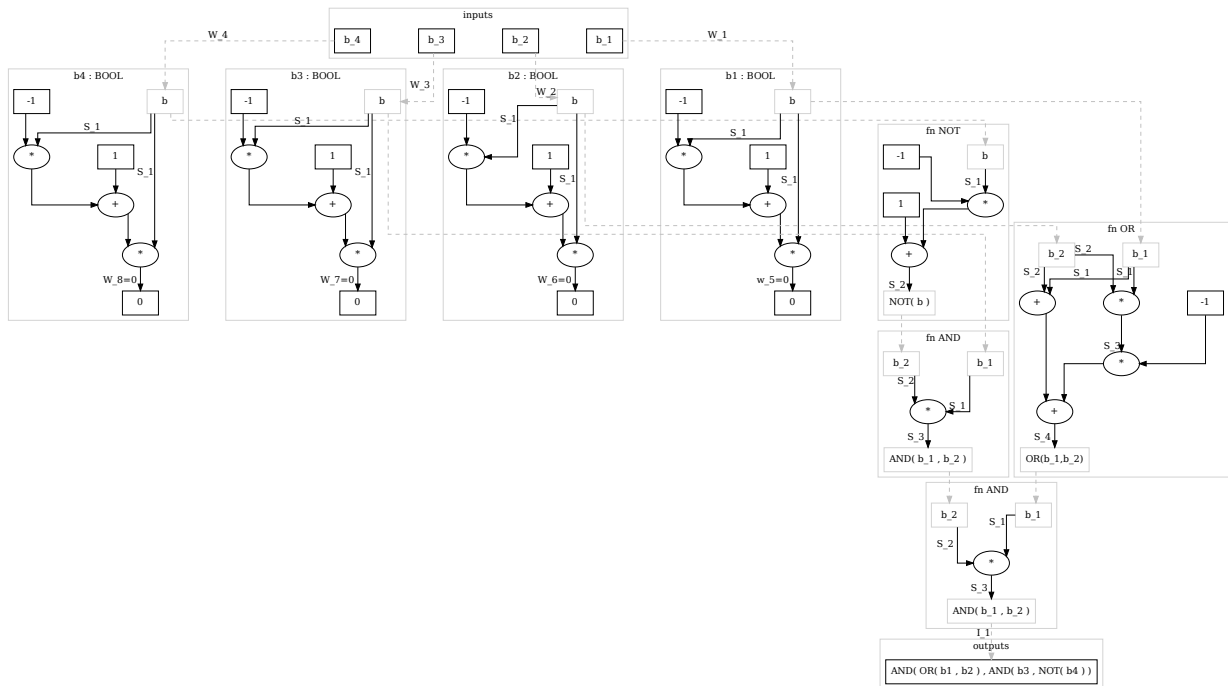 inputs
b_4
b_3
b_2
b_1
W_4
W_1
W_3
W_2
b4 : BOOL
-1
b
S_1
*
1
S_1
+
*
W_8=0
0
b3 : BOOL
-1
b
S_1
*
1
S_1
+
*
W_7=0
0
b2 : BOOL
-1
b
S_1
*
1
S_1
+
*
W_6=0
0
b1 : BOOL
-1
b
S_1
*
1
S_1
+
*
w_5=0
0
fn NOT
-1
b
S_1
1
*
+
S_2
NOT( b )
fn OR
b_2
S_2
b_1
S_2
S_1
S_1
+
*
-1
S_3
*
+
S_4
OR(b_1,b_2)
fn AND
b_2
b_1
S_2
S_1
*
S_3
AND( b_1 , b_2 )
fn AND
b_2
b_1
S_1
S_2
*
S_3
AND( b_1 , b_2 )
I_1
outputs
AND( OR( b1 , b2 ) , AND( b3 , NOT( b4 ) ) )